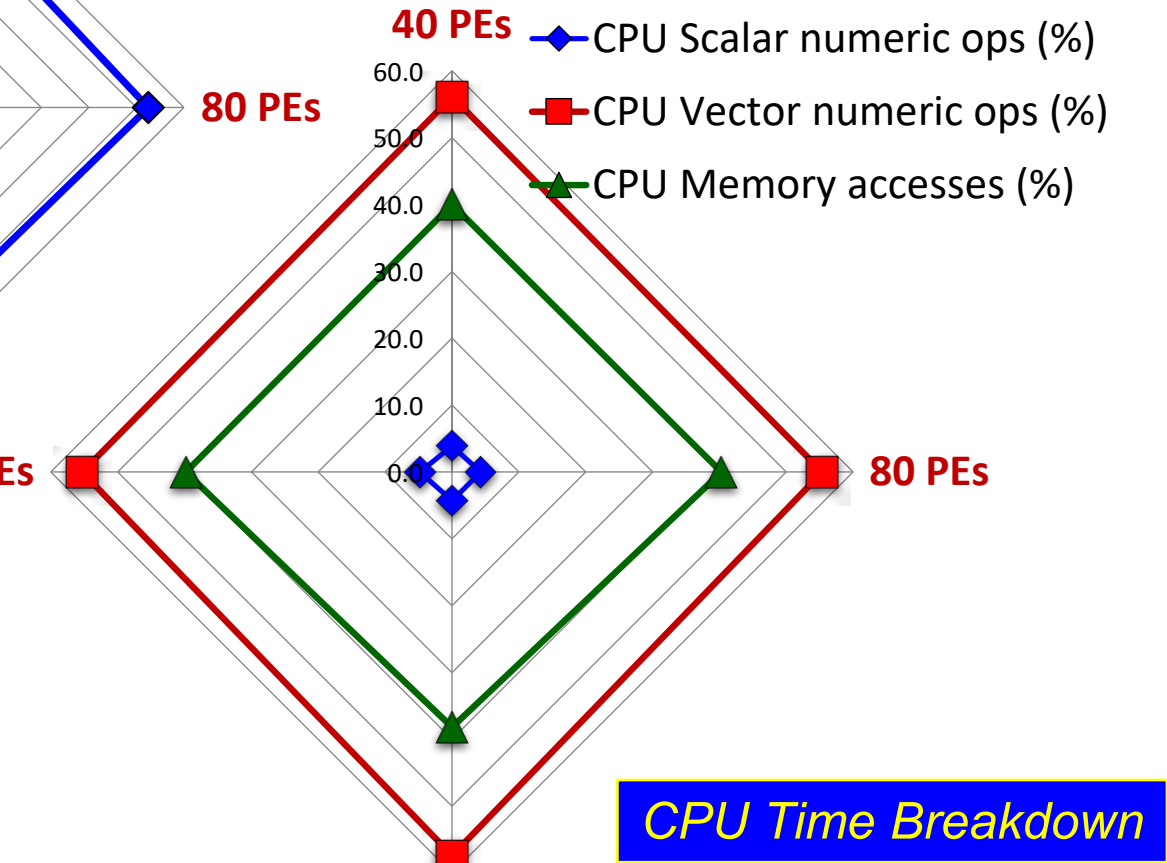 40 PEs
CPU Scalar numeric ops (%)
60.0
80 PEs
CPU Vector numeric ops (%)
50.0
CPU Memory accesses (%)
40.0
30.0
20.0
10.0
Es
0.0
80 PEs
CPU Time Breakdown